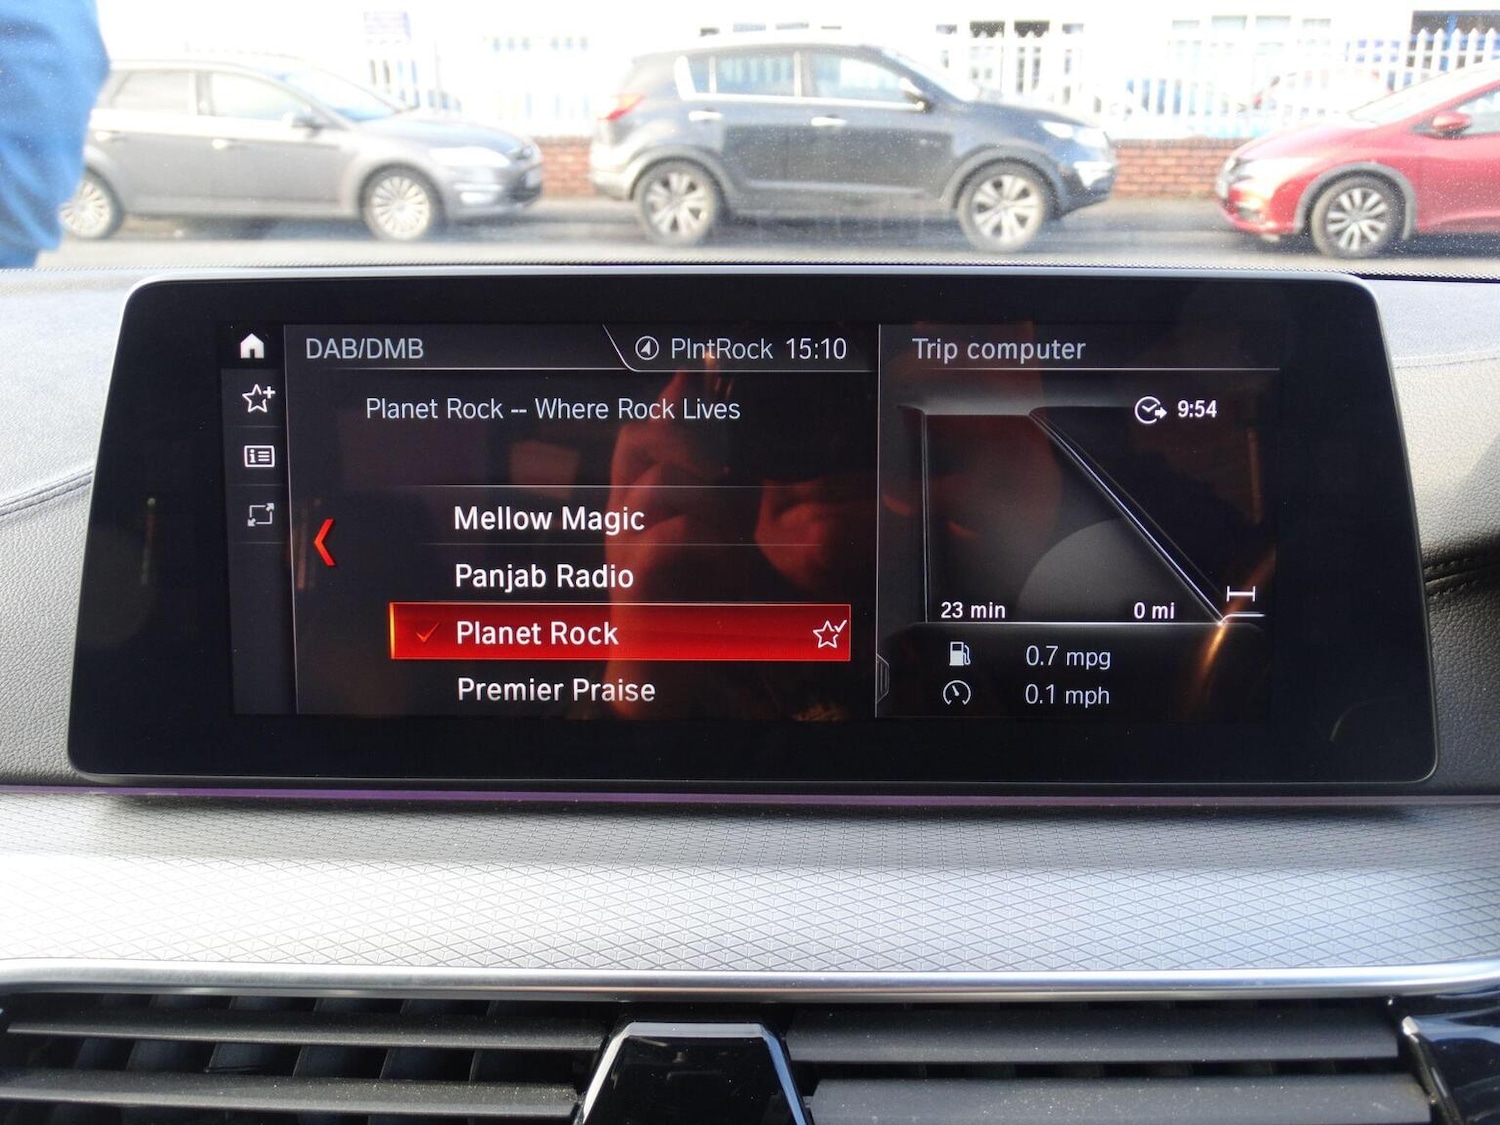 DAB/DMB
PlntRock 15:10
Planet Rock -- Where Rock Lives
Mellow Magic
Panjab Radio
Planet Rock
Premier Praise
Trip computer
9:54
23 min 0 mi
0.7 mpg
0.1 mph